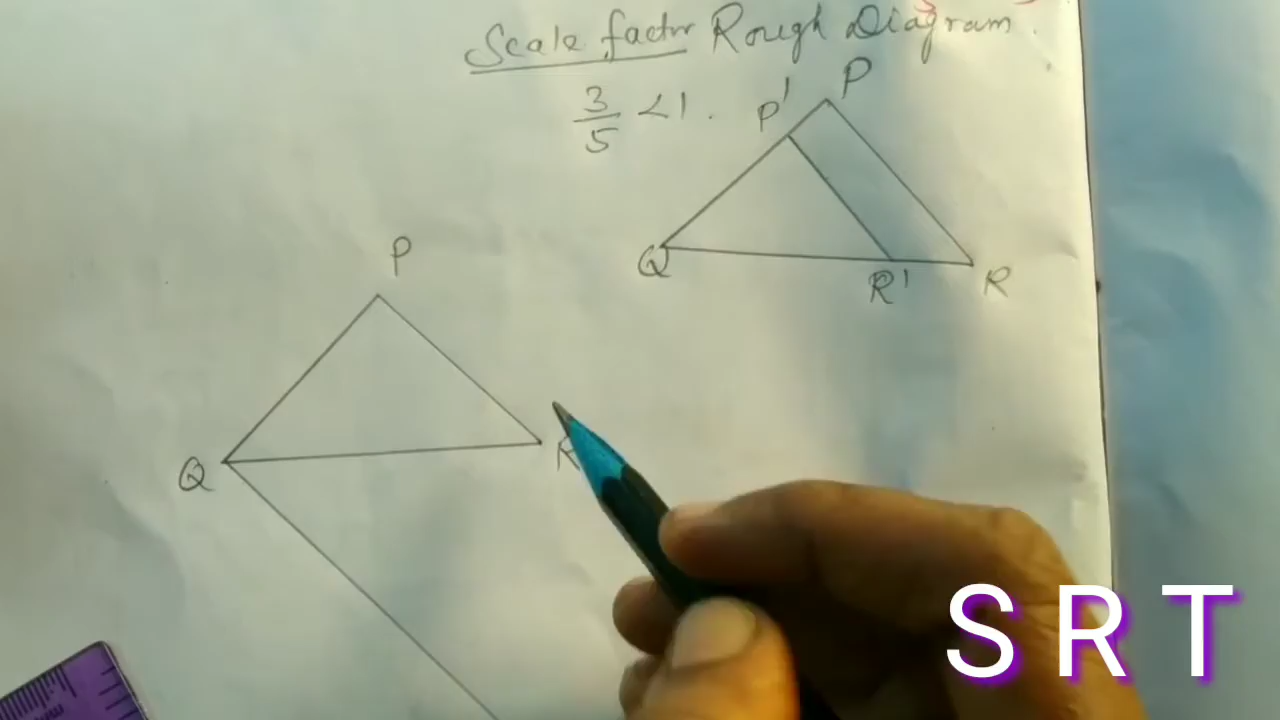 Scale factor Rough Diagram.
3/5 < 1.
P' P
Q R' R
P
Q R
S R T